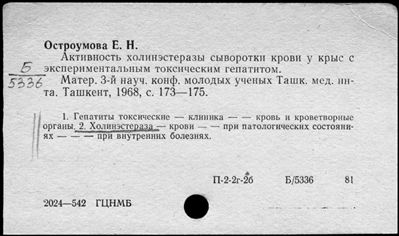 Остроумова Е. Н.
Активность холинэстеразы сыворотки крови у крыс с
экспериментальным токсическим гепатитом.
Б
5336
Матер. 3-й науч. конф. молодых ученых Ташк. мед. ин-
та. Ташкент, 1968, с. 173—175.
1. Гепатиты токсические — клиника — — кровь и кроветворные
органы. 2. Холинэстераза — крови — — при патологических состояни-
ях — — — при внутренних болезнях.
П-2-2г-2б Б/5336 81
2024—542 ГЦНМБ